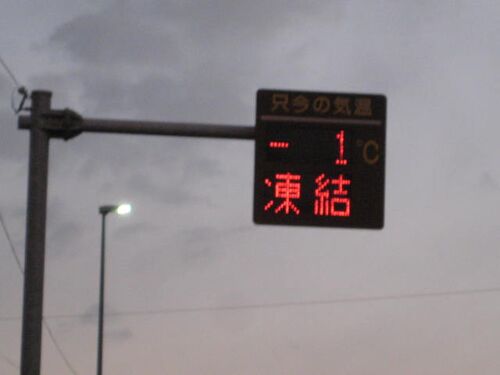 只今の気温
- 1℃
凍結